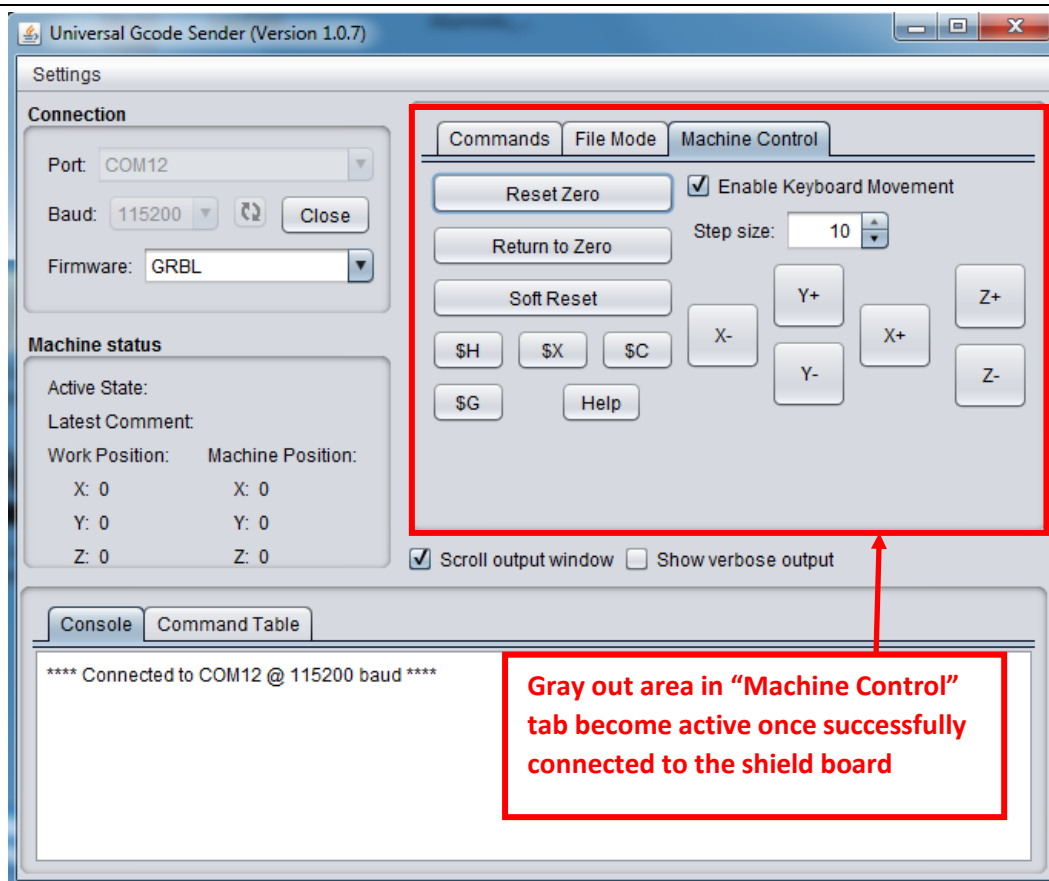 Universal Gcode Sender (Version 1.0.7)
Settings
Connection
Port: COM12
Baud: 115200 Close
Firmware: GRBL
Machine status
Active State:
Latest Comment:
Work Position: Machine Position:
X: 0 X: 0
Y: 0 Y: 0
Z: 0 Z: 0
Commands File Mode Machine Control
Reset Zero Enable Keyboard Movement
Return to Zero Step size: 10
Soft Reset
$H $X $C
$G Help
X- Y+ X+ Z+
Y- Z-
Scroll output window Show verbose output
Console Command Table
**** Connected to COM12 @ 115200 baud ****
Gray out area in “Machine Control”
tab become active once successfully
connected to the shield board